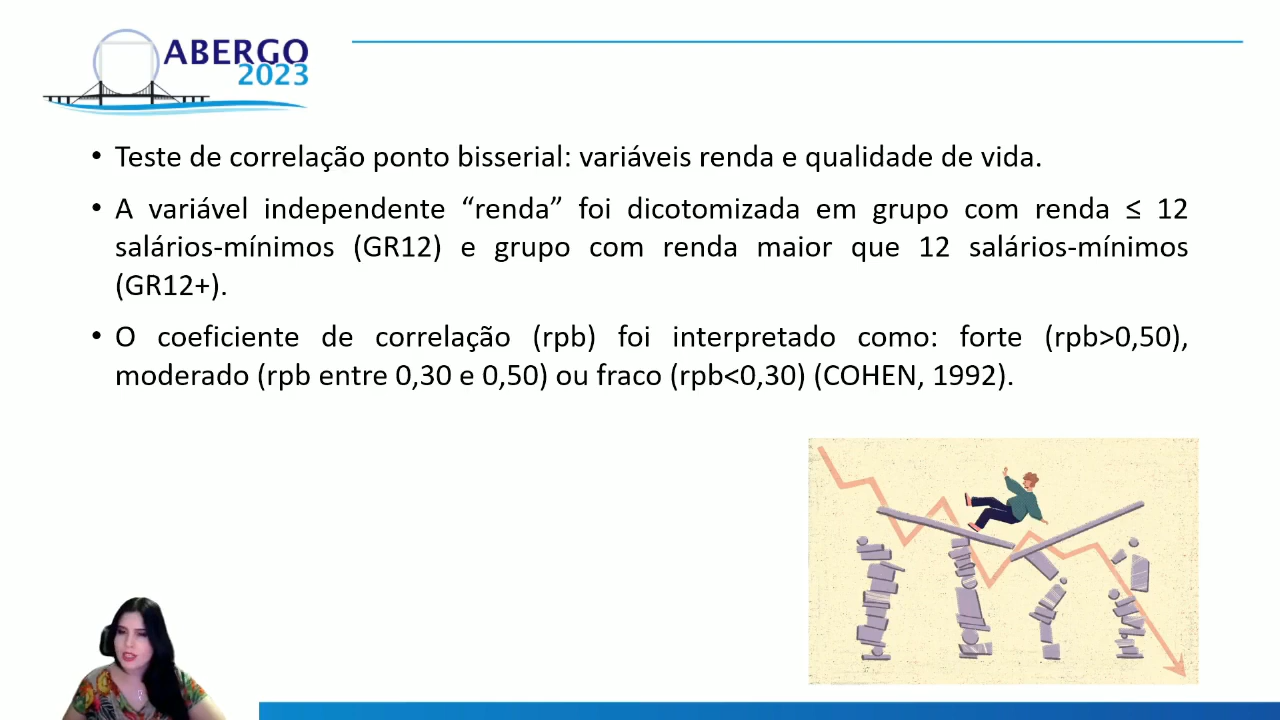 ABERGO
2023
• Teste de correlação ponto bisserial: variáveis renda e qualidade de vida.
• A variável independente “renda” foi dicotomizada em grupo com renda ≤ 12
salários-mínimos (GR12) e grupo com renda maior que 12 salários-mínimos
(GR12+).
• O coeficiente de correlação (rpb) foi interpretado como: forte (rpb>0,50),
moderado (rpb entre 0,30 e 0,50) ou fraco (rpb<0,30) (COHEN, 1992).